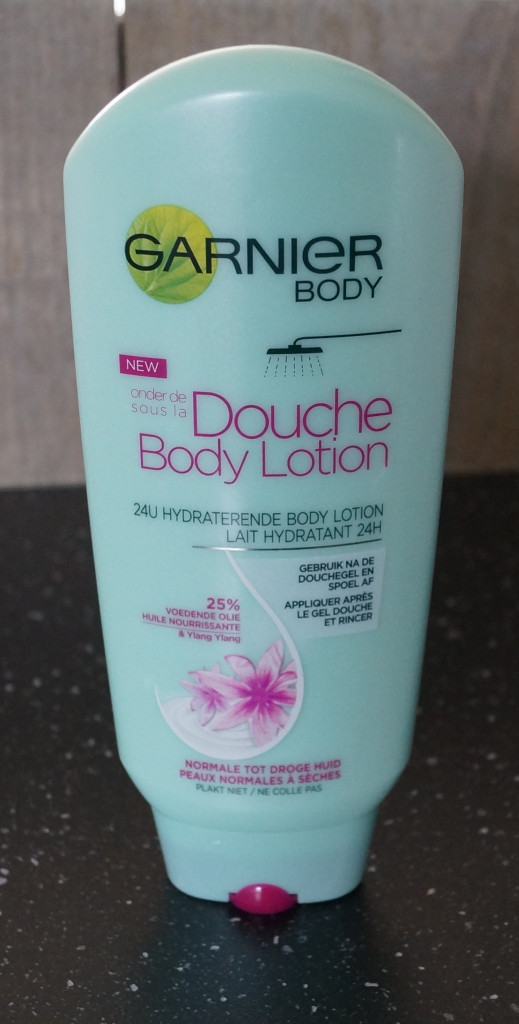 GARNIER
BODY
NEW
onder de
sous la
Douche
Body Lotion
24U HYDRATERENDE BODY LOTION
LAIT HYDRATANT 24H
GEBRUIK NA DE
DOUCHEGEL EN
SPOEL AF
APPLIQUER APRÈS
LE GEL DOUCHE
ET RINCER
25%
VOEDENDE OLIE
HUILE NOURRISSANTE
& Ylang Ylang
NORMALE TOT DROGE HUID
PEAUX NORMALES À SÈCHES
PLAKT NIET / NE COLLE PAS